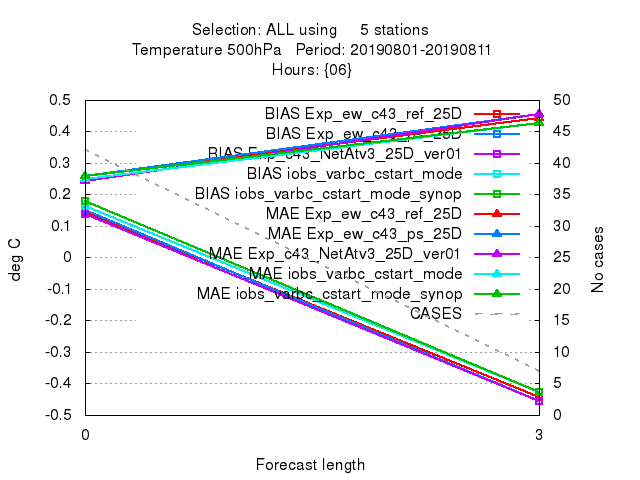 Selection: ALL using 5 stations
Temperature 500hPa Period: 20190801-20190811
Hours: {06}
0.5
0.4
0.3
0.2
0.1
0
-0.1
-0.2
-0.3
-0.4
-0.5
deg C
BIAS Exp_ew_c43_ref_25D
BIAS Exp_ew_c43_ps_25D
BIAS Exp_c43_NetAtv3_25D_ver01
BIAS iobs_varbc_cstart_mode
BIAS iobs_varbc_cstart_mode_synop
MAE Exp_ew_c43_ref_25D
MAE Exp_ew_c43_ps_25D
MAE Exp_c43_NetAtv3_25D_ver01
MAE iobs_varbc_cstart_mode
MAE iobs_varbc_cstart_mode_synop
CASES
50
45
40
35
30
25
20
15
10
5
0
No cases
0 3
Forecast length